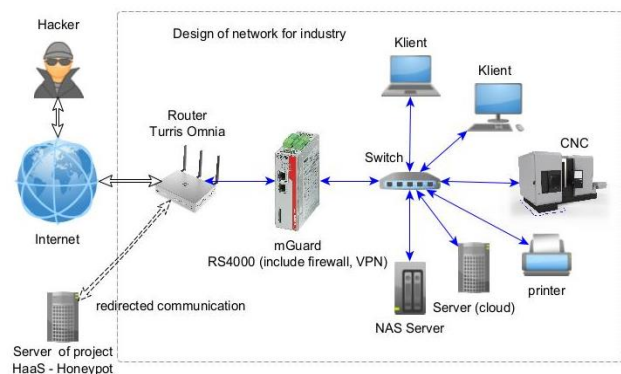 Hacker
Design of network for industry
Klient
Klient
Router
Turris Omnia
CNC
Switch
Internet
mGuard
RS4000 (include firewall, VPN)
printer
redirected communication
Server (cloud)
NAS Server
Server of project
HaaS - Honeypot